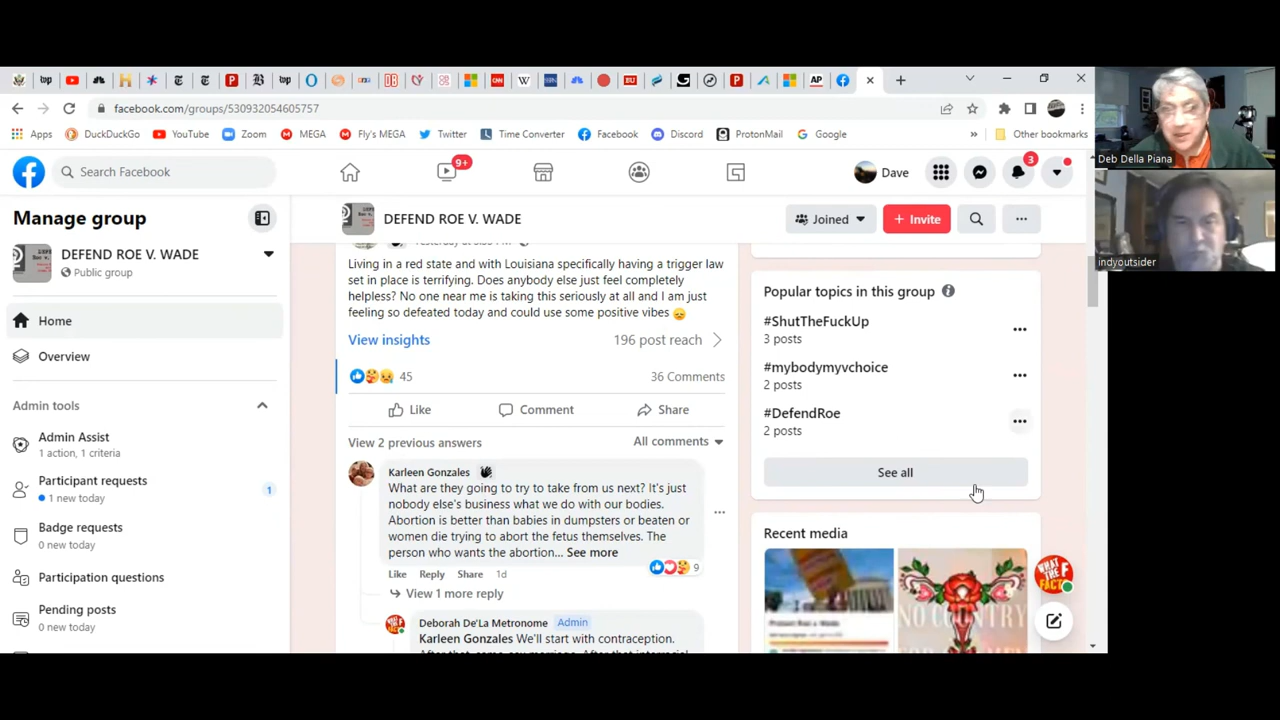 wp
CNN
W
EU
AP
facebook.com/groups/530932054605757
Apps
DuckDuckGo
YouTube
Zoom
MEGA
Fly's MEGA
Twitter
Time Converter
Facebook
Discord
ProtonMail
Google
»
Other bookmarks
Deb Della Piana
indyoutsider
Search Facebook
9+
Dave
3
Manage group
DEFEND ROE V. WADE
Joined
+ Invite
DEFEND ROE V. WADE
Public group
Home
Overview
Admin tools
Admin Assist
1 action, 1 criteria
Participant requests
1 new today
1
Badge requests
0 new today
Participation questions
Pending posts
0 new today
Living in a red state and with Louisiana specifically having a trigger law
set in place is terrifying. Does anybody else just feel completely
helpless? No one near me is taking this seriously at all and I am just
feeling so defeated today and could use some positive vibes 😞
View insights
196 post reach
45
36 Comments
Like
Comment
Share
View 2 previous answers
All comments
Karleen Gonzales
What are they going to try to take from us next? It's just
nobody else's business what we do with our bodies.
Abortion is better than babies in dumpsters or beaten or
women die trying to abort the fetus themselves. The
person who wants the abortion... See more
9
Like Reply Share 1d
View 1 more reply
Deborah De'La Metronome Admin
Karleen Gonzales We'll start with contraception.
Popular topics in this group
#ShutTheFuckUp
3 posts
#mybodymyvchoice
2 posts
#DefendRoe
2 posts
See all
Recent media
NO COUNTRY
WHAT THE FACT